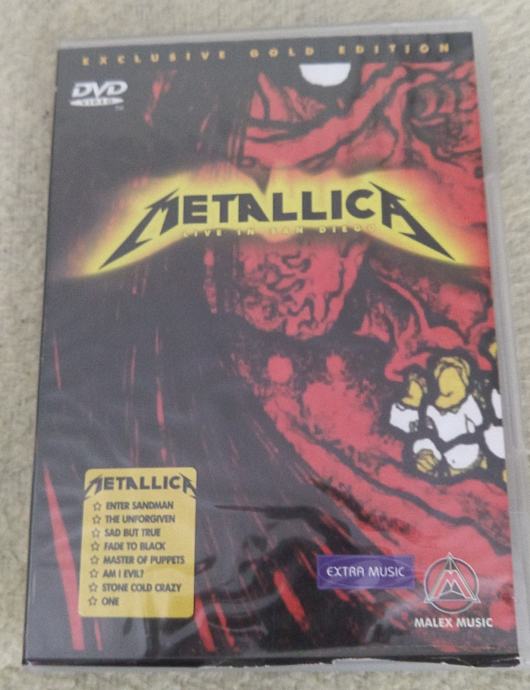 EXCLUSIVE GOLD EDITION
DVD
VIDEO
METALLICA
LIVE IN SAN DIEGO
METALLICA
☆ ENTER SANDMAN
☆ THE UNFORGIVEN
☆ SAD BUT TRUE
☆ FADE TO BLACK
☆ MASTER OF PUPPETS
☆ AM I EVIL?
☆ STONE COLD CRAZY
☆ ONE
EXTRA MUSIC
MALEX MUSIC